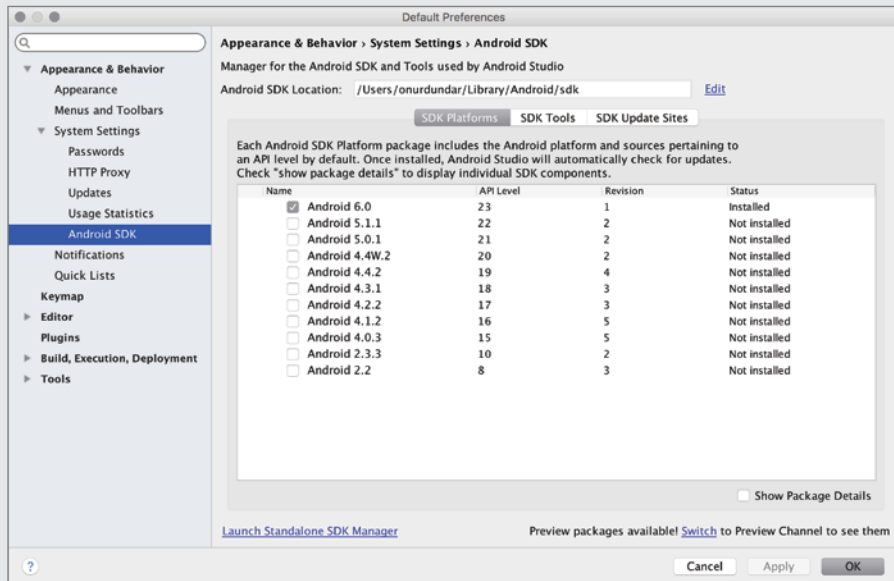 Default Preferences
Appearance & Behavior
Appearance
Menus and Toolbars
System Settings
Passwords
HTTP Proxy
Updates
Usage Statistics
Android SDK
Notifications
Quick Lists
Keymap
Editor
Plugins
Build, Execution, Deployment
Tools
Appearance & Behavior › System Settings › Android SDK
Manager for the Android SDK and Tools used by Android Studio
Android SDK Location: /Users/onurdundar/Library/Android/sdk Edit
SDK Platforms SDK Tools SDK Update Sites
Each Android SDK Platform package includes the Android platform and sources pertaining to
an API level by default. Once installed, Android Studio will automatically check for updates.
Check "show package details" to display individual SDK components.
Name API Level Revision Status
Android 6.0 23 1 Installed
Android 5.1.1 22 2 Not installed
Android 5.0.1 21 2 Not installed
Android 4.4W.2 20 2 Not installed
Android 4.4.2 19 4 Not installed
Android 4.3.1 18 3 Not installed
Android 4.2.2 17 3 Not installed
Android 4.1.2 16 5 Not installed
Android 4.0.3 15 5 Not installed
Android 2.3.3 10 2 Not installed
Android 2.2 8 3 Not installed
Show Package Details
Launch Standalone SDK Manager Preview packages available! Switch to Preview Channel to see them
? Cancel Apply OK